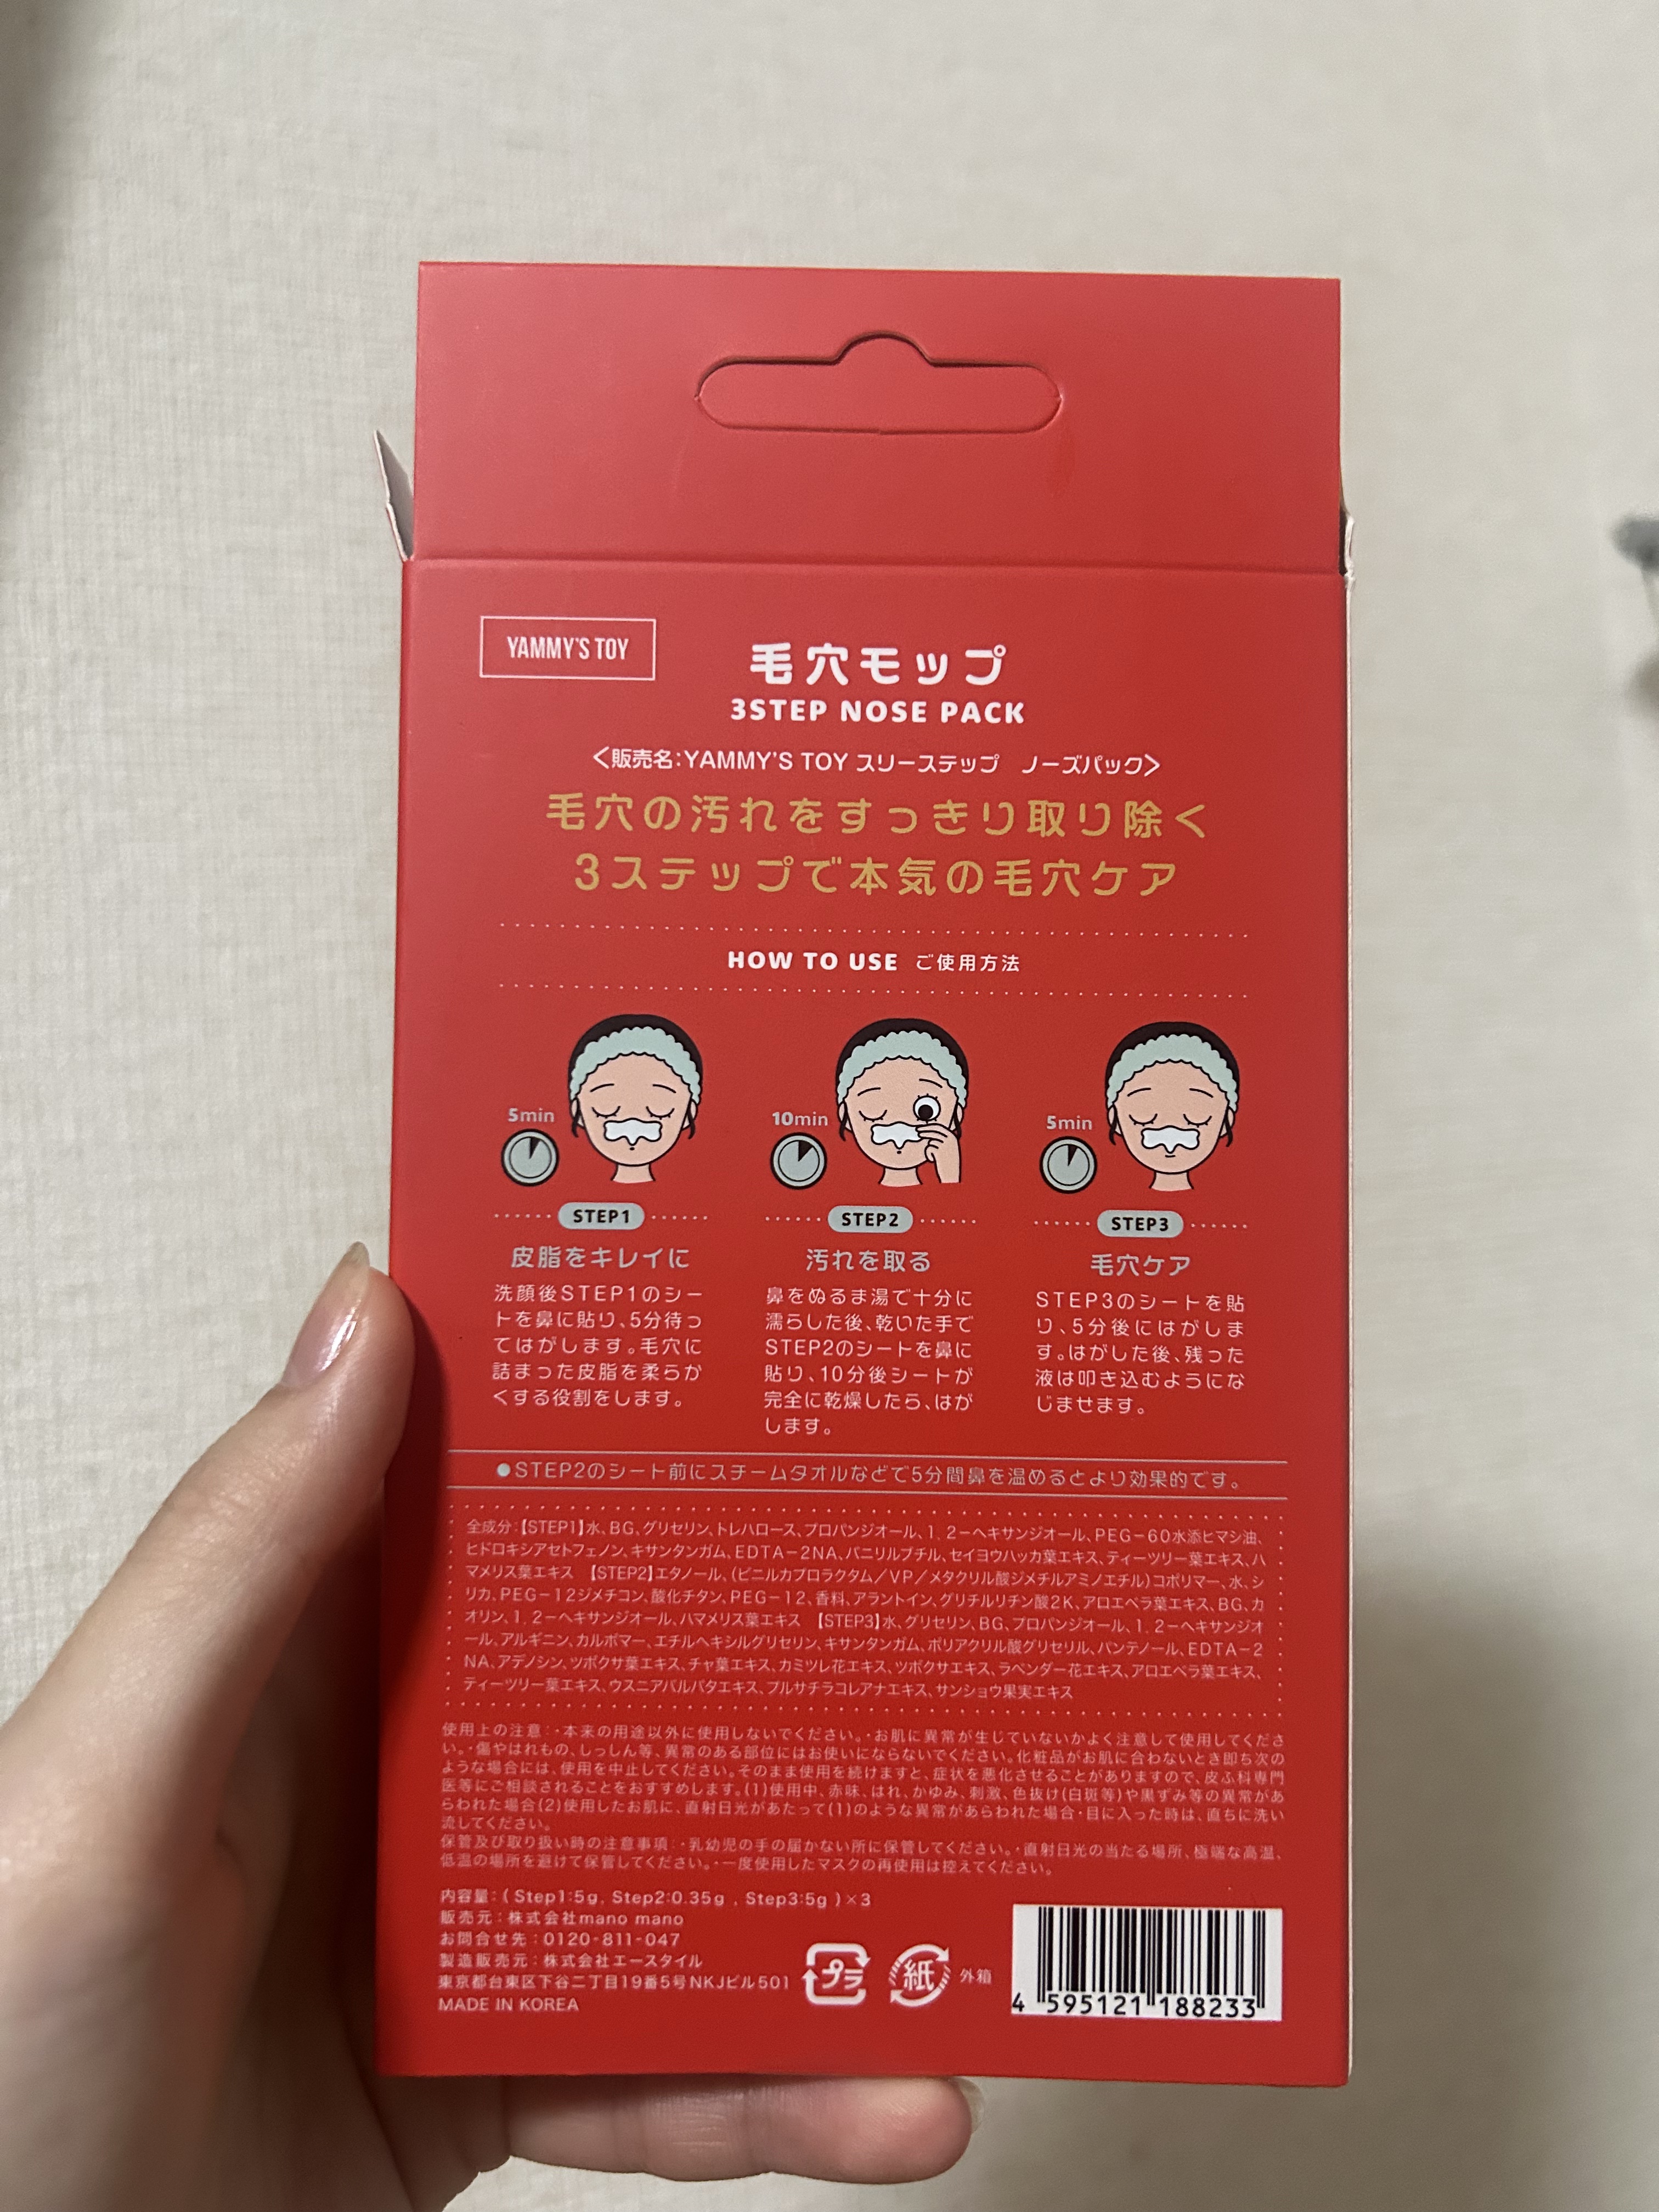 YAMMY'S TOY
毛穴モップ
3STEP NOSE PACK
<販売名:YAMMY'S TOY スリーステップ　ノーズパック>
毛穴の汚れをすっきり取り除く
3ステップで本気の毛穴ケア
HOW TO USE ご使用方法
5min
STEP1
皮脂をキレイに
洗顔後STEP1のシー
トを鼻に貼り、5分待っ
てはがします。毛穴に
詰まった皮脂を柔らか
くする役割をします。
10min
STEP2
汚れを取る
鼻をぬるま湯で十分に
濡らした後、乾いた手で
STEP2のシートを鼻に
貼り、10分後シートが
完全に乾燥したら、はが
します。
5min
STEP3
毛穴ケア
STEP3のシートを貼
り、5分後にはがしま
す。はがした後、残った
液は叩き込むようにな
じませます。
●STEP2のシート前にスチームタオルなどで5分間鼻を温めるとより効果的です。
全成分:【STEP1】水、BG、グリセリン、トレハロース、プロパンジオール、1, 2-ヘキサンジオール、PEG-60水添ヒマシ油、
ヒドロキシアセトフェノン、キサンタンガム、EDTA-2NA、バニリルブチル、セイヨウハッカ葉エキス、ティーツリー葉エキス、ハ
マメリス葉エキス 【STEP2】エタノール、(ビニルカプロラクタム/VP/メタクリル酸ジメチルアミノエチル)コポリマー、水、シ
リカ、PEG-12ジメチコン、酸化チタン、PEG-12、香料、アラントイン、グリチルリチン酸2K、アロエベラ葉エキス、BG、カ
オリン、1, 2-ヘキサンジオール、ハマメリス葉エキス 【STEP3】水、グリセリン、BG、プロパンジオール、1, 2-ヘキサンジオ
ール、アルギニン、カルボマー、エチルヘキシルグリセリン、キサンタンガム、ポリアクリル酸グリセリル、パンテノール、EDTA-2
NA、アデノシン、ツボクサ葉エキス、チャ葉エキス、カミツレ花エキス、ツボクサエキス、ラベンダー花エキス、アロエベラ葉エキス、
ティーツリー葉エキス、ウスニアバルバタエキス、プルサチラコレアナエキス、サンショウ果実エキス
使用上の注意:・本来の用途以外に使用しないでください。・お肌に異常が生じていないかよく注意して使用してくださ
い。・傷やはれもの、しっしん等、異常のある部位にはお使いにならないでください。化粧品がお肌に合わないとき即ち次の
ような場合には、使用を中止してください。そのまま使用を続けますと、症状を悪化させることがありますので、皮ふ科専門
医等にご相談されることをおすすめします。(1)使用中、赤味、はれ、かゆみ、刺激、色抜け(白斑等)や黒ずみ等の異常があ
らわれた場合(2)使用したお肌に、直射日光があたって(1)のような異常があらわれた場合・目に入った時は、直ちに洗い
流してください。
保管及び取り扱い時の注意事項:・乳幼児の手の届かない所に保管してください。・直射日光の当たる場所、極端な高温、
低温の場所を避けて保管してください。・一度使用したマスクの再使用は控えてください。
内容量:( Step1:5g, Step2:0.35g , Step3:5g )×3
販売元:株式会社mano mano
お問合せ先:0120-811-047
製造販売元:株式会社エースタイル
東京都台東区下谷二丁目19番5号NKJビル501
MADE IN KOREA
プラ
紙
外箱
4 595121 188233